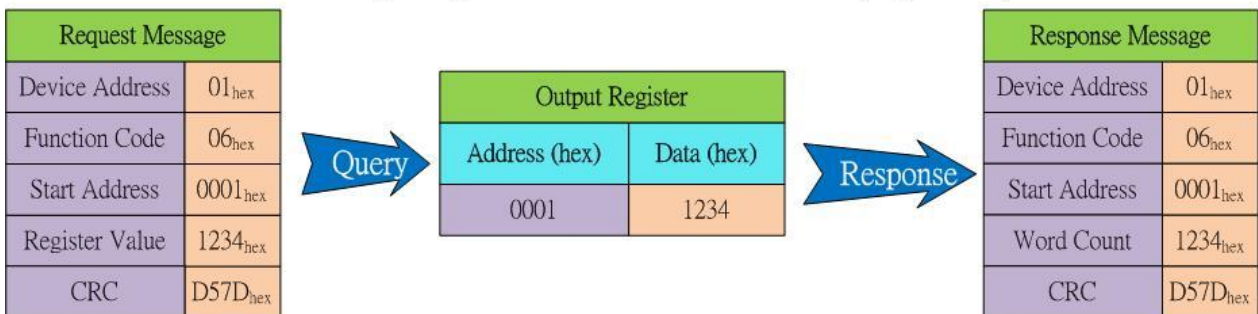 Request Message
Device Address 01hex
Function Code 06hex
Start Address 0001hex
Register Value 1234hex
CRC D57Dhex
Query
Output Register
Address (hex) Data (hex)
0001 1234
Response
Response Message
Device Address 01hex
Function Code 06hex
Start Address 0001hex
Word Count 1234hex
CRC D57Dhex